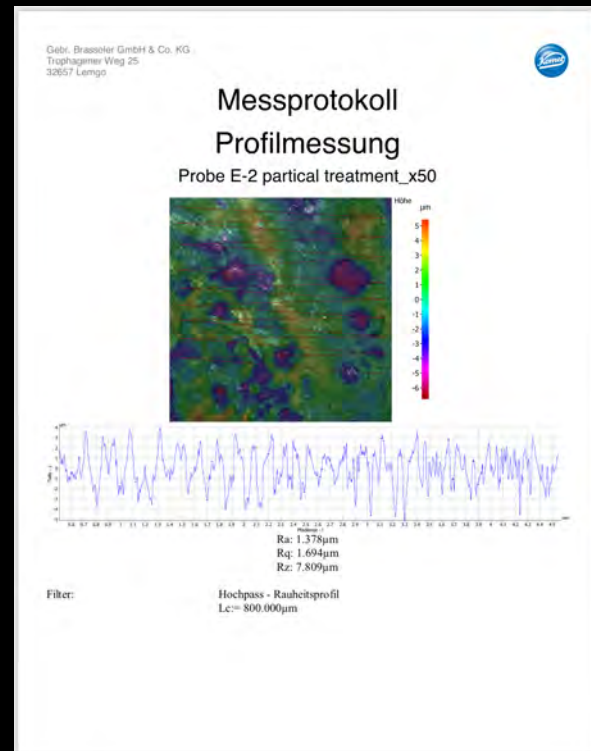 Gebr. Brasseler GmbH & Co. KG
Trophagener Weg 25
32657 Lemgo
Komet
Messprotokoll
Profilmessung
Probe E-2 partical treatment_x50
Höhe
µm
5
4
3
2
1
0
-1
-2
-3
-4
-5
-6
Ra: 1.378µm
Rq: 1.694µm
Rz: 7.809µm
Filter: Hochpass - Rauheitsprofil
Lc:= 800.000µm